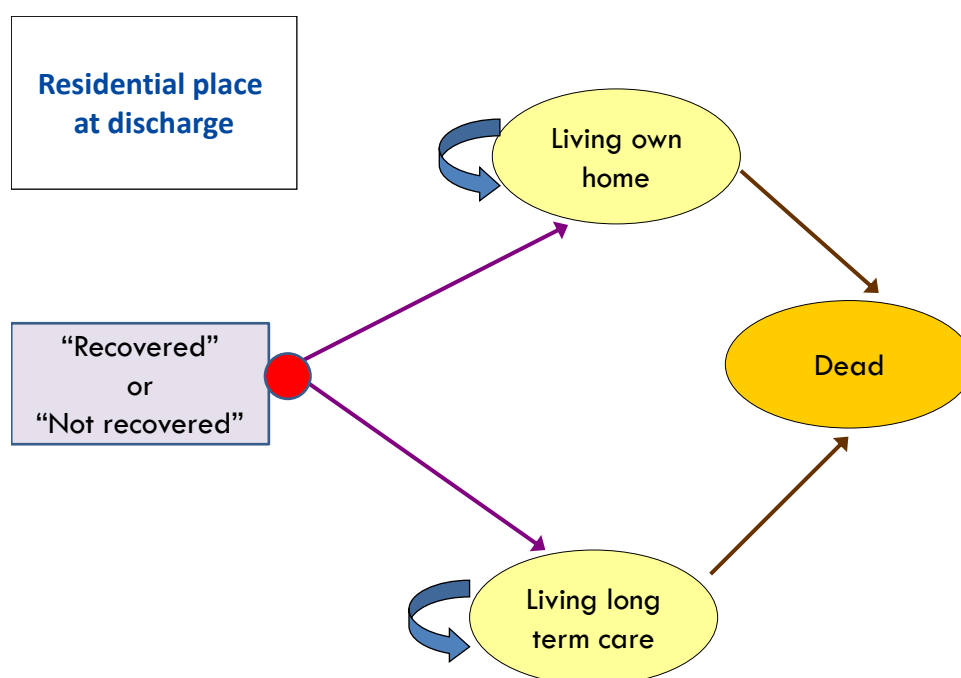 Residential place
at discharge
Living own
home
“Recovered”
or
“Not recovered”
Dead
Living long
term care